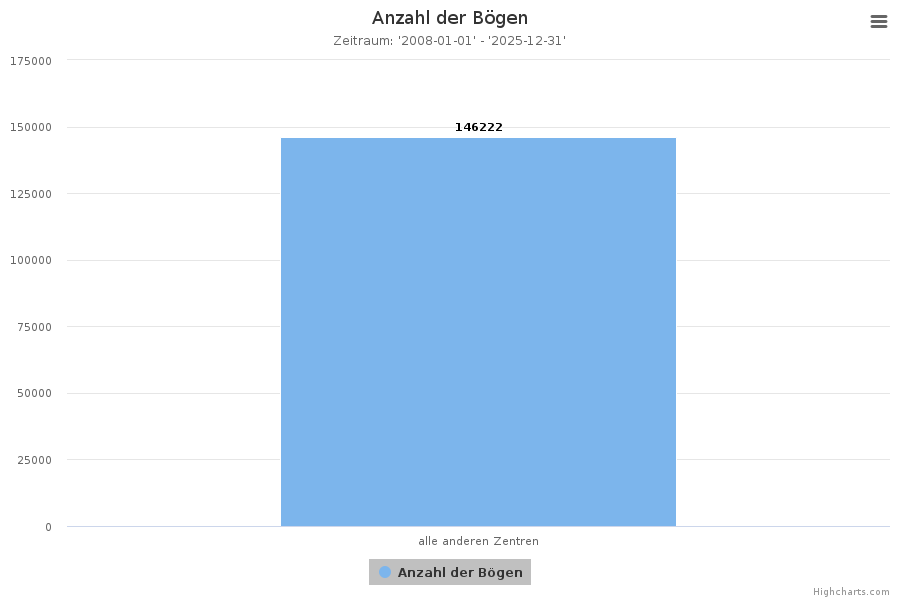 Anzahl der Bögen
Zeitraum: '2008-01-01' - '2025-12-31'
175000
150000
125000
100000
75000
50000
25000
0
146222
alle anderen Zentren
Anzahl der Bögen
Highcharts.com